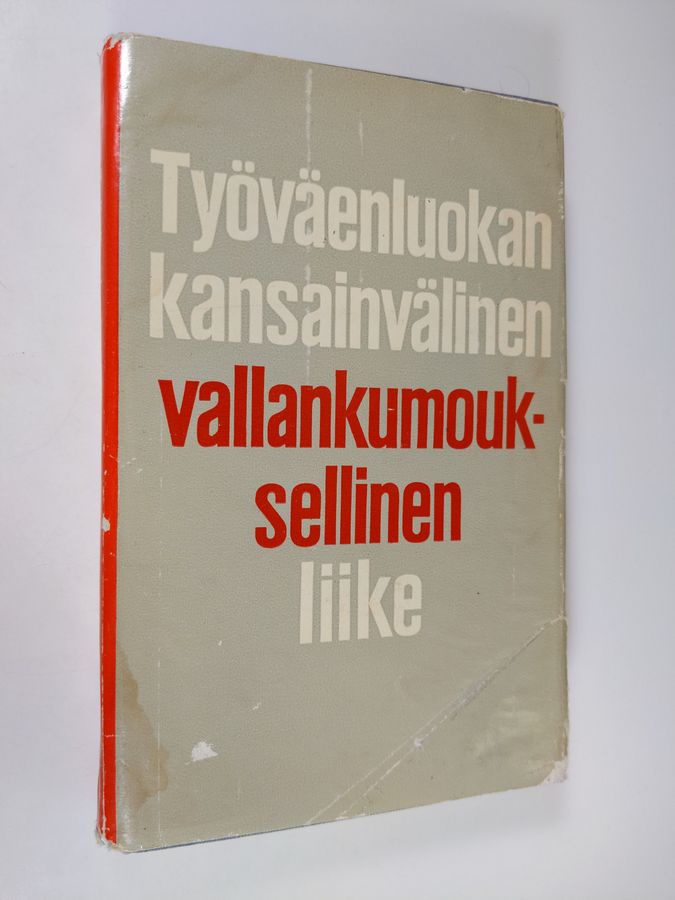 Työväenluokan
kansainvälinen
vallankumouk-
sellinen
liike